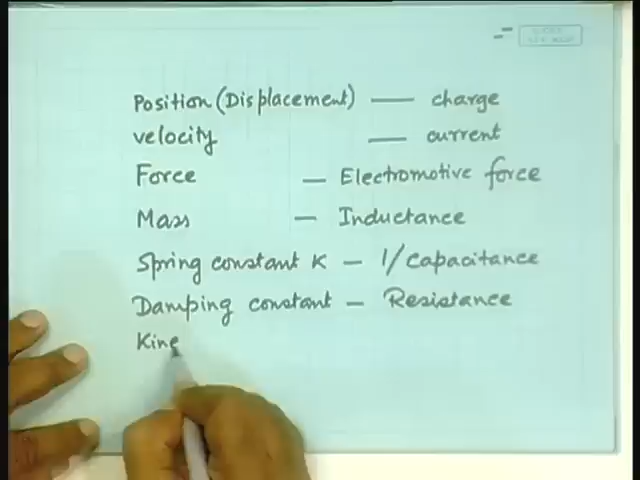 Position (Displacement) — charge
velocity — current
Force — Electromotive force
Mass — Inductance
Spring constant K — 1/Capacitance
Damping constant — Resistance
Kine